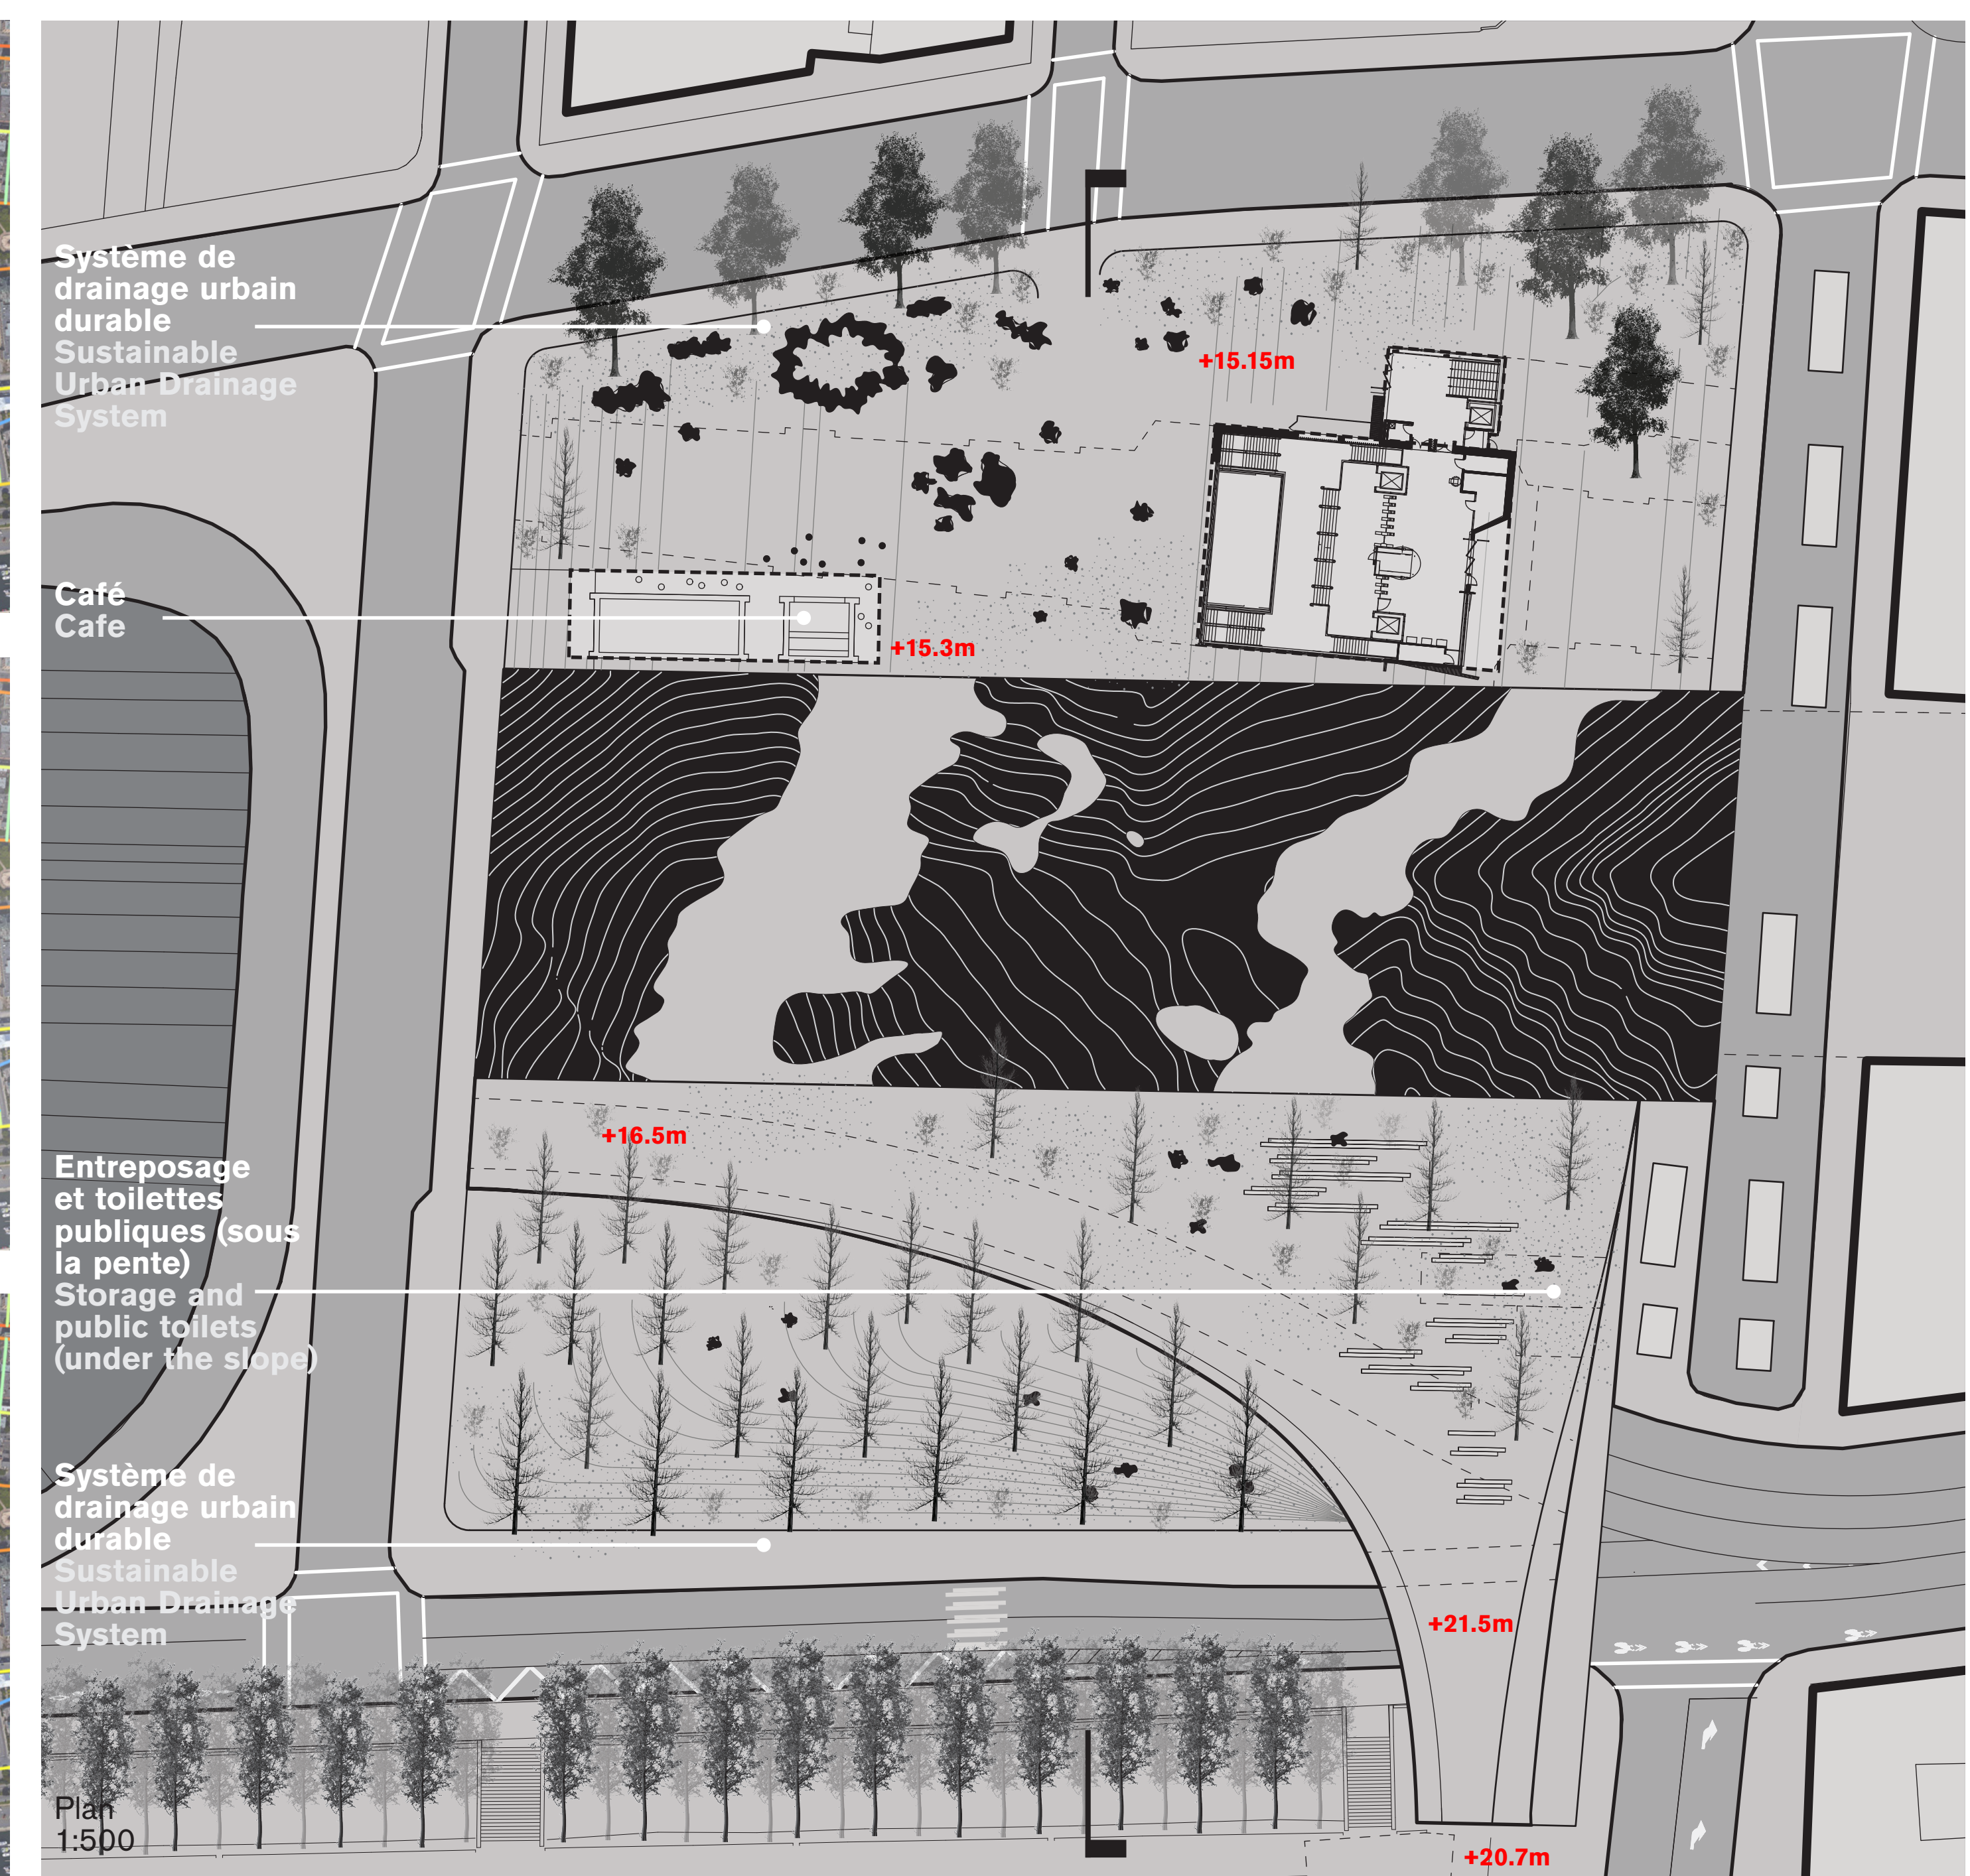 Système de
drainage urbain
durable
Sustainable
Urban Drainage
System
+15.15m
Café
Cafe
+15.3m
+16.5m
Entreposage
et toilettes
publiques (sous
la pente)
Storage and
public toilets
(under the slope)
Système de
drainage urbain
durable
Sustainable
Urban Drainage
System
+21.5m
Plan
1:500
+20.7m